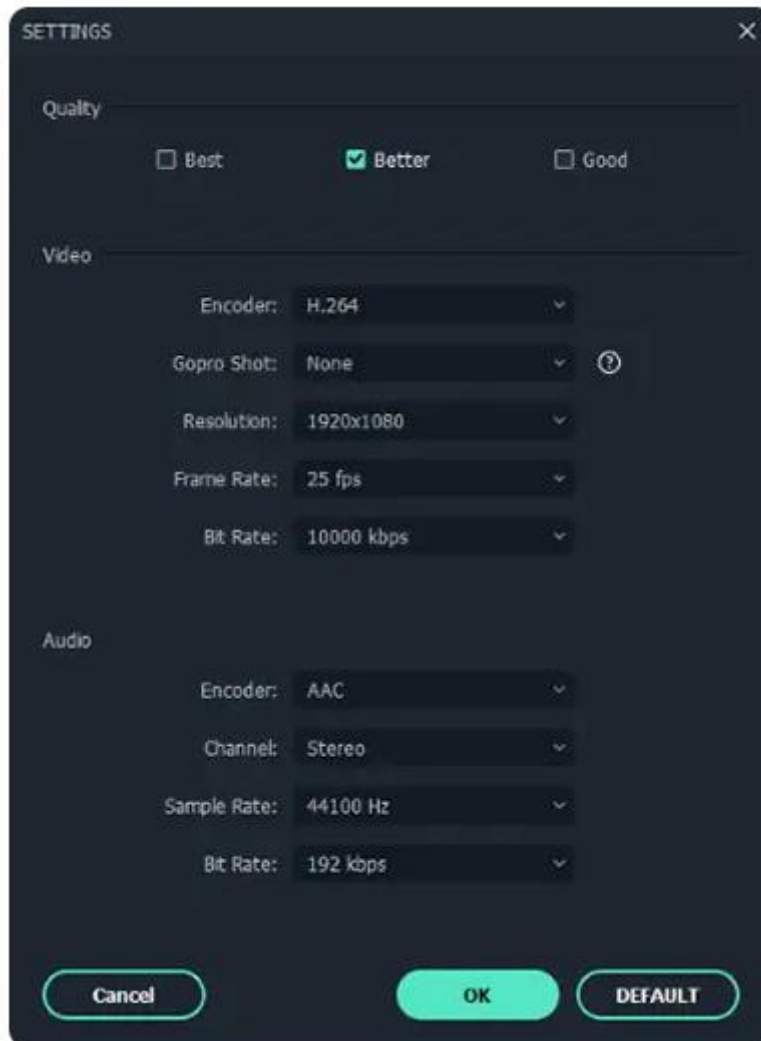 SETTINGS
Quality
Best Better Good
Video
Encoder: H.264
Gopro Shot: None
Resolution: 1920x1080
Frame Rate: 25 fps
Bit Rate: 10000 kbps
Audio
Encoder: AAC
Channel: Stereo
Sample Rate: 44100 Hz
Bit Rate: 192 kbps
Cancel OK DEFAULT